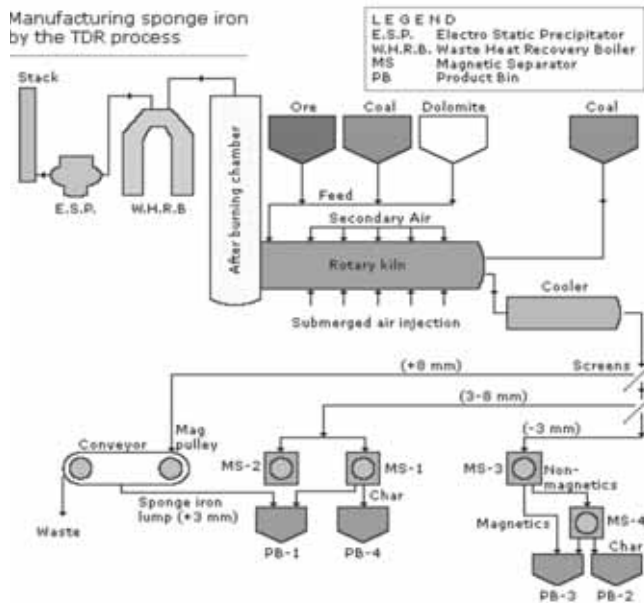 Manufacturing sponge iron
by the TDR process
LEGEND
E.S.P. Electro Static Precipitator
W.H.R.B. Waste Heat Recovery Boiler
MS Magnetic Separator
PB Product Bin
Stack
E.S.P.
W.H.R.B
After burning chamber
Ore
Coal
Dolomite
Coal
Feed
Secondary Air
Rotary kiln
Submerged air injection
Cooler
Screens
(+8 mm)
(3-8 mm)
(-3 mm)
Conveyor
Mag
pulley
Waste
Sponge iron
lump (+3 mm)
MS-2
MS-1
Char
PB-1
PB-4
MS-3
Non-
magnetics
Magnetics
MS-4
Char
PB-3
PB-2